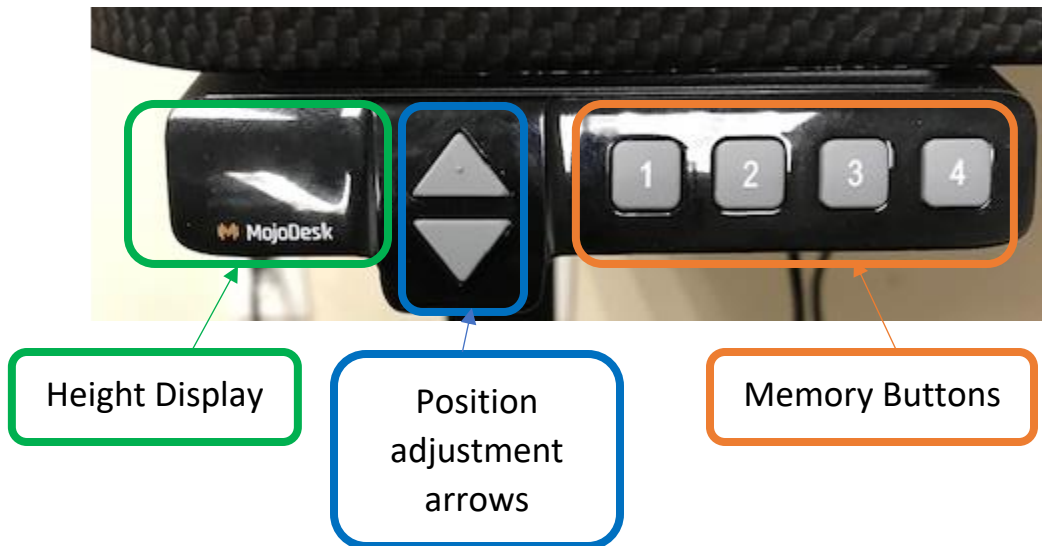 MojoDesk
1 2 3 4
Height Display
Position
adjustment
arrows
Memory Buttons